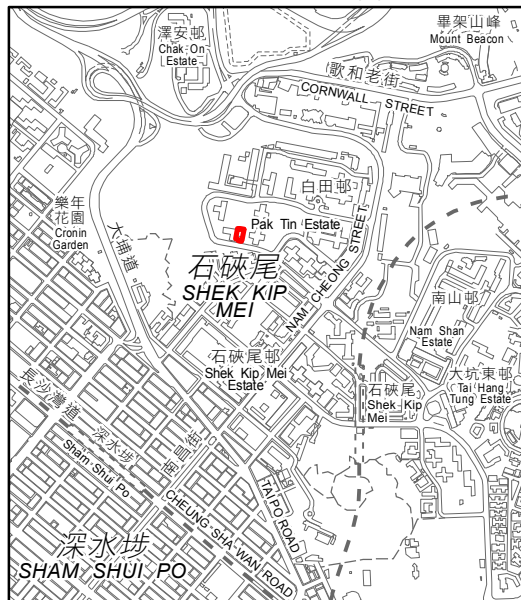 畢架山峰
Mount Beacon
澤安邨
Chak On
Estate
歌和老街
CORNWALL STREET
白田邨
Pak Tin Estate
樂年
花園
Cronin
Garden
大埔道
石硤尾
SHEK KIP
MEI
NAM CHEONG STREET
南山邨
Nam Shan
Estate
石硤尾邨
Shek Kip Mei
Estate
大坑東邨
Tai Hang
Tung Estate
石硤尾
Shek Kip
Mei
長沙灣道
深水埗
Sham Shui Po
南昌街
CHEUNG SHA WAN ROAD
TAI PO ROAD
深水埗
SHAM SHUI PO